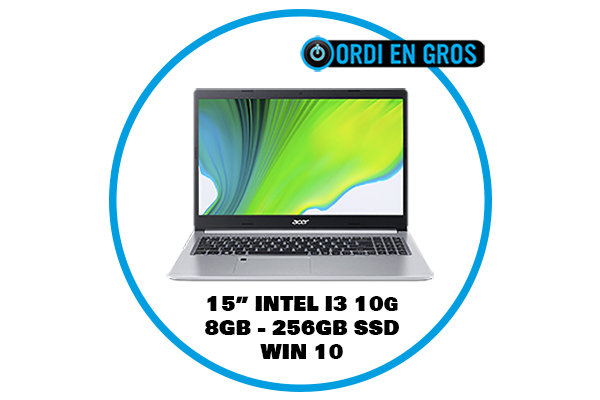 ORDI EN GROS
acer
15” INTEL I3 10G
8GB - 256GB SSD
WIN 10